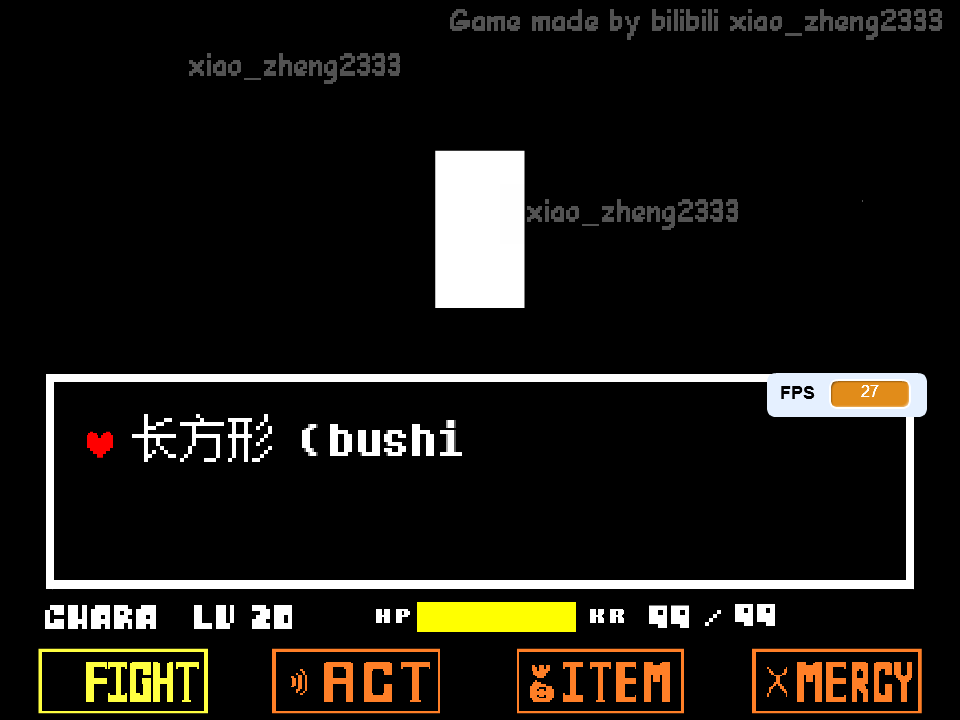 Game made by bilibili xiao_zheng2333
xiao_zheng2333
xiao_zheng2333
FPS 27
长方形 (bushi
CHARA LV 20 HP KR 99 / 99
FIGHT ACT ITEM MERCY